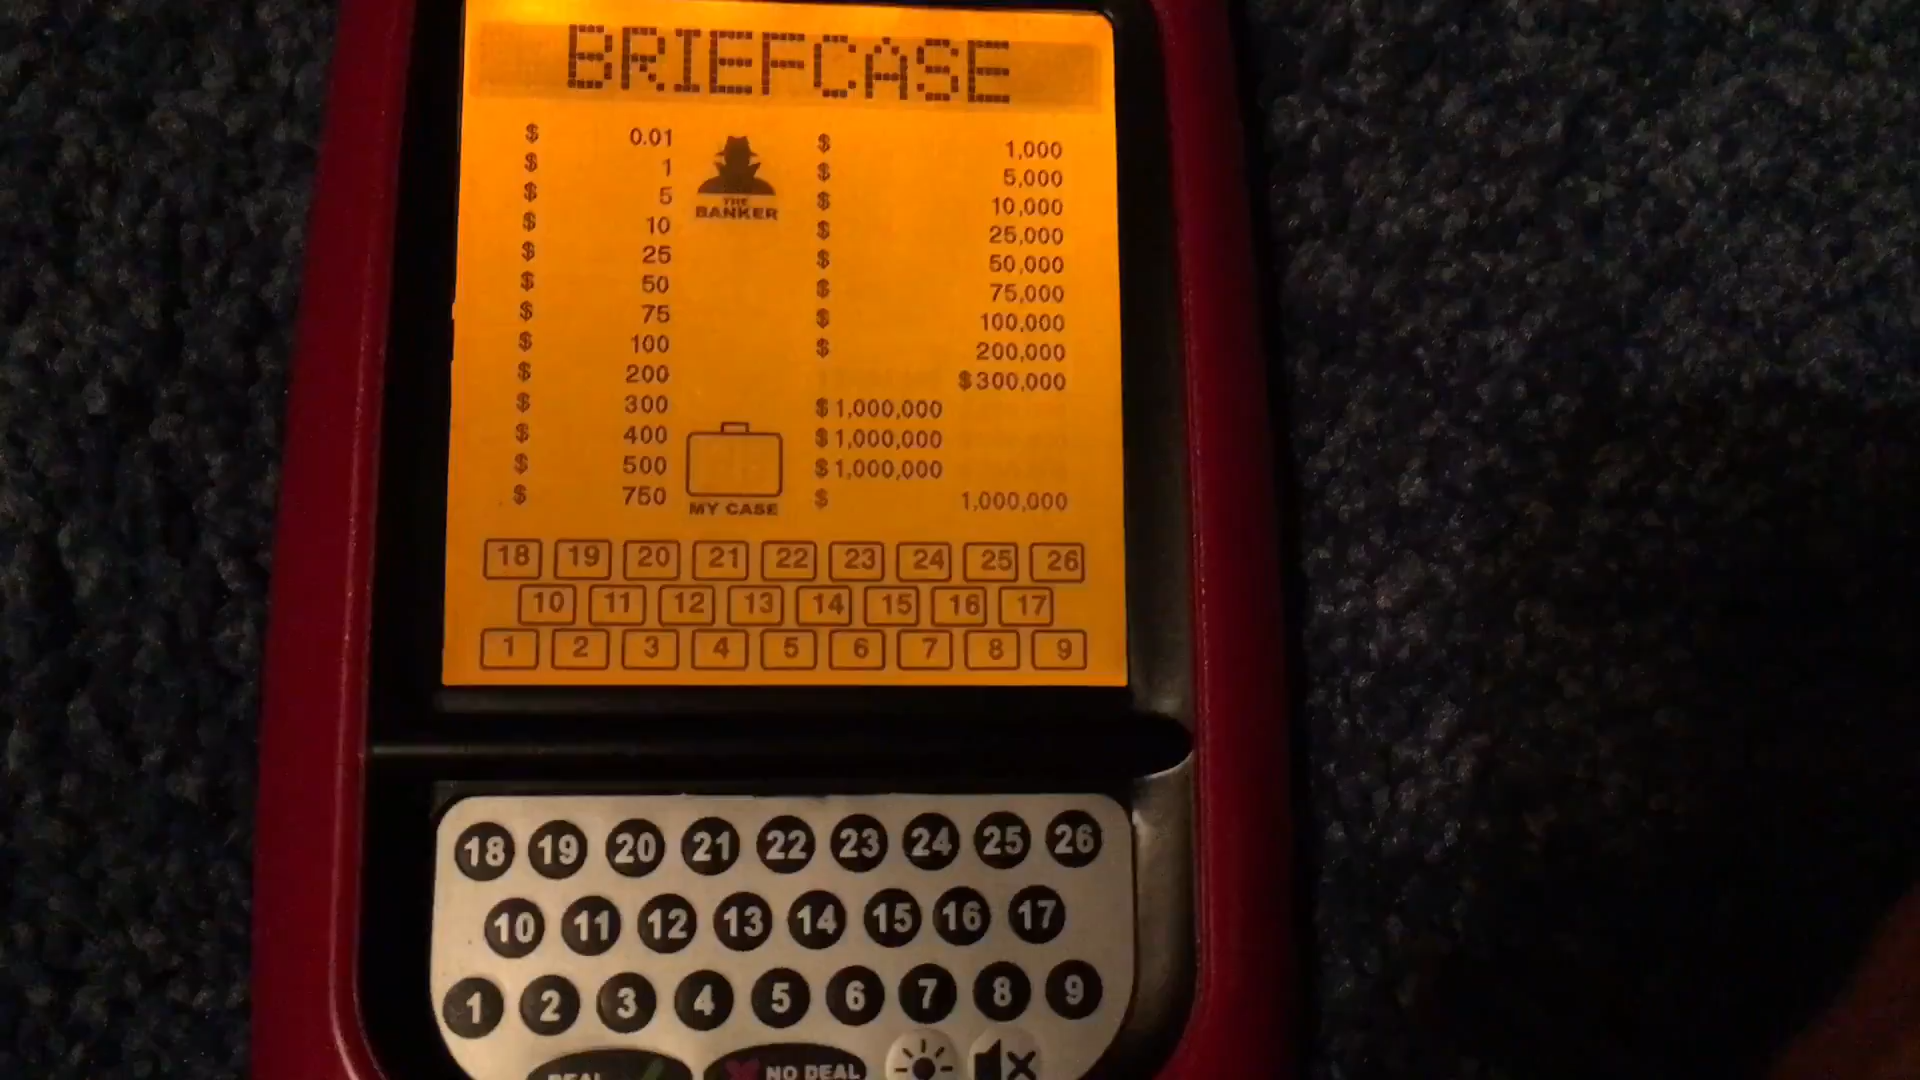 BRIEFCASE
$ 0.01 $ 1,000
$ 1 $ 5,000
$ 5 $ 10,000
$ 10 $ 25,000
$ 25 $ 50,000
$ 50 $ 75,000
$ 75 $ 100,000
$ 100 $ 200,000
$ 200 $300,000
$ 300 $1,000,000
$ 400 $1,000,000
$ 500 $1,000,000
$ 750 $ 1,000,000
THE
BANKER
MY CASE
18 19 20 21 22 23 24 25 26
10 11 12 13 14 15 16 17
1 2 3 4 5 6 7 8 9
18 19 20 21 22 23 24 25 26
10 11 12 13 14 15 16 17
1 2 3 4 5 6 7 8 9
DEAL NO DEAL